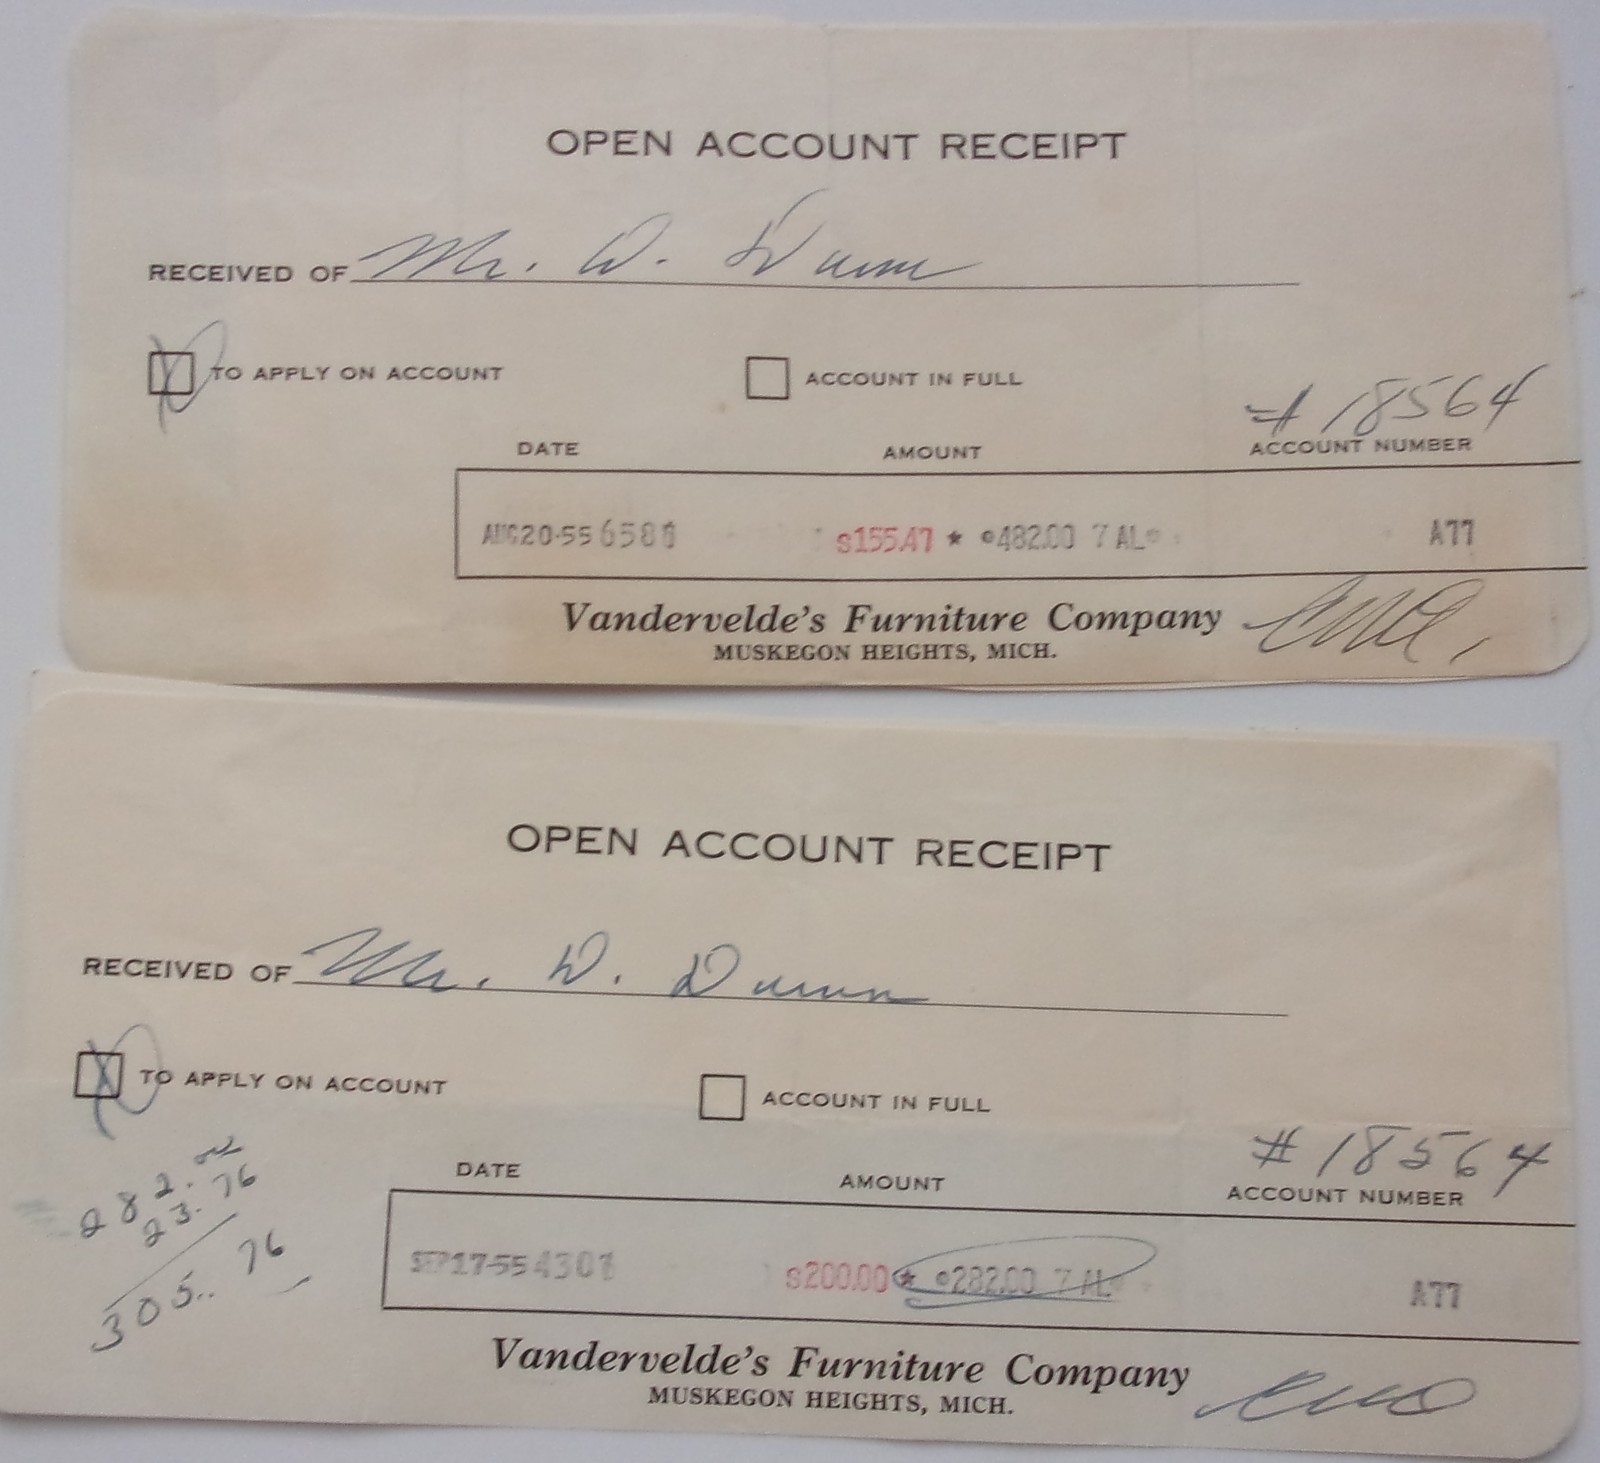 OPEN ACCOUNT RECEIPT
RECEIVED OF Mr. D. Dunn
TO APPLY ON ACCOUNT ACCOUNT IN FULL
# 18564
DATE AMOUNT ACCOUNT NUMBER
AUG20-55 6580 $155.47 * 482.00 7 AL A77
Vandervelde's Furniture Company
MUSKEGON HEIGHTS, MICH.
OPEN ACCOUNT RECEIPT
RECEIVED OF Mr. D. Dunn
TO APPLY ON ACCOUNT ACCOUNT IN FULL
# 18564
DATE AMOUNT ACCOUNT NUMBER
282.00
23.76
305.76
SEP17-55 4301 $200.00 * 282.00 7 AL A77
Vandervelde's Furniture Company
MUSKEGON HEIGHTS, MICH.